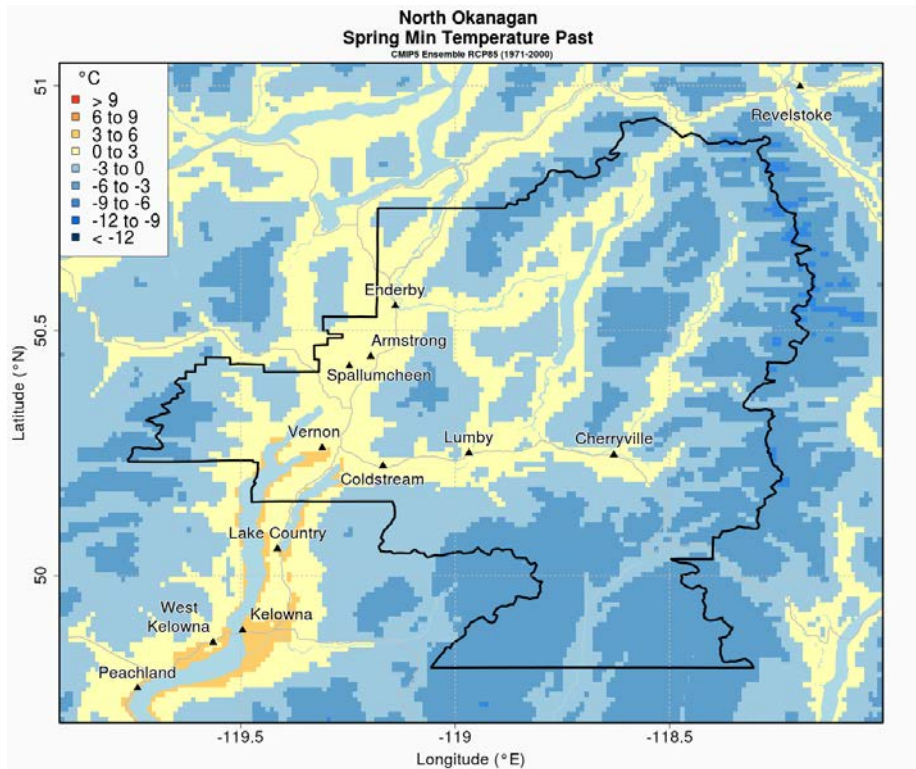 North Okanagan
Spring Min Temperature Past
CMIP5 Ensemble RCP85 (1971-2000)
°C
> 9
6 to 9
3 to 6
0 to 3
-3 to 0
-6 to -3
-9 to -6
-12 to -9
< -12
51
Revelstoke
Enderby
50.5
Armstrong
Spallumcheen
Latitude (°N)
Vernon
Lumby
Cherryville
Coldstream
Lake Country
50
West
Kelowna
Kelowna
Peachland
-119.5
-119
-118.5
Longitude (°E)